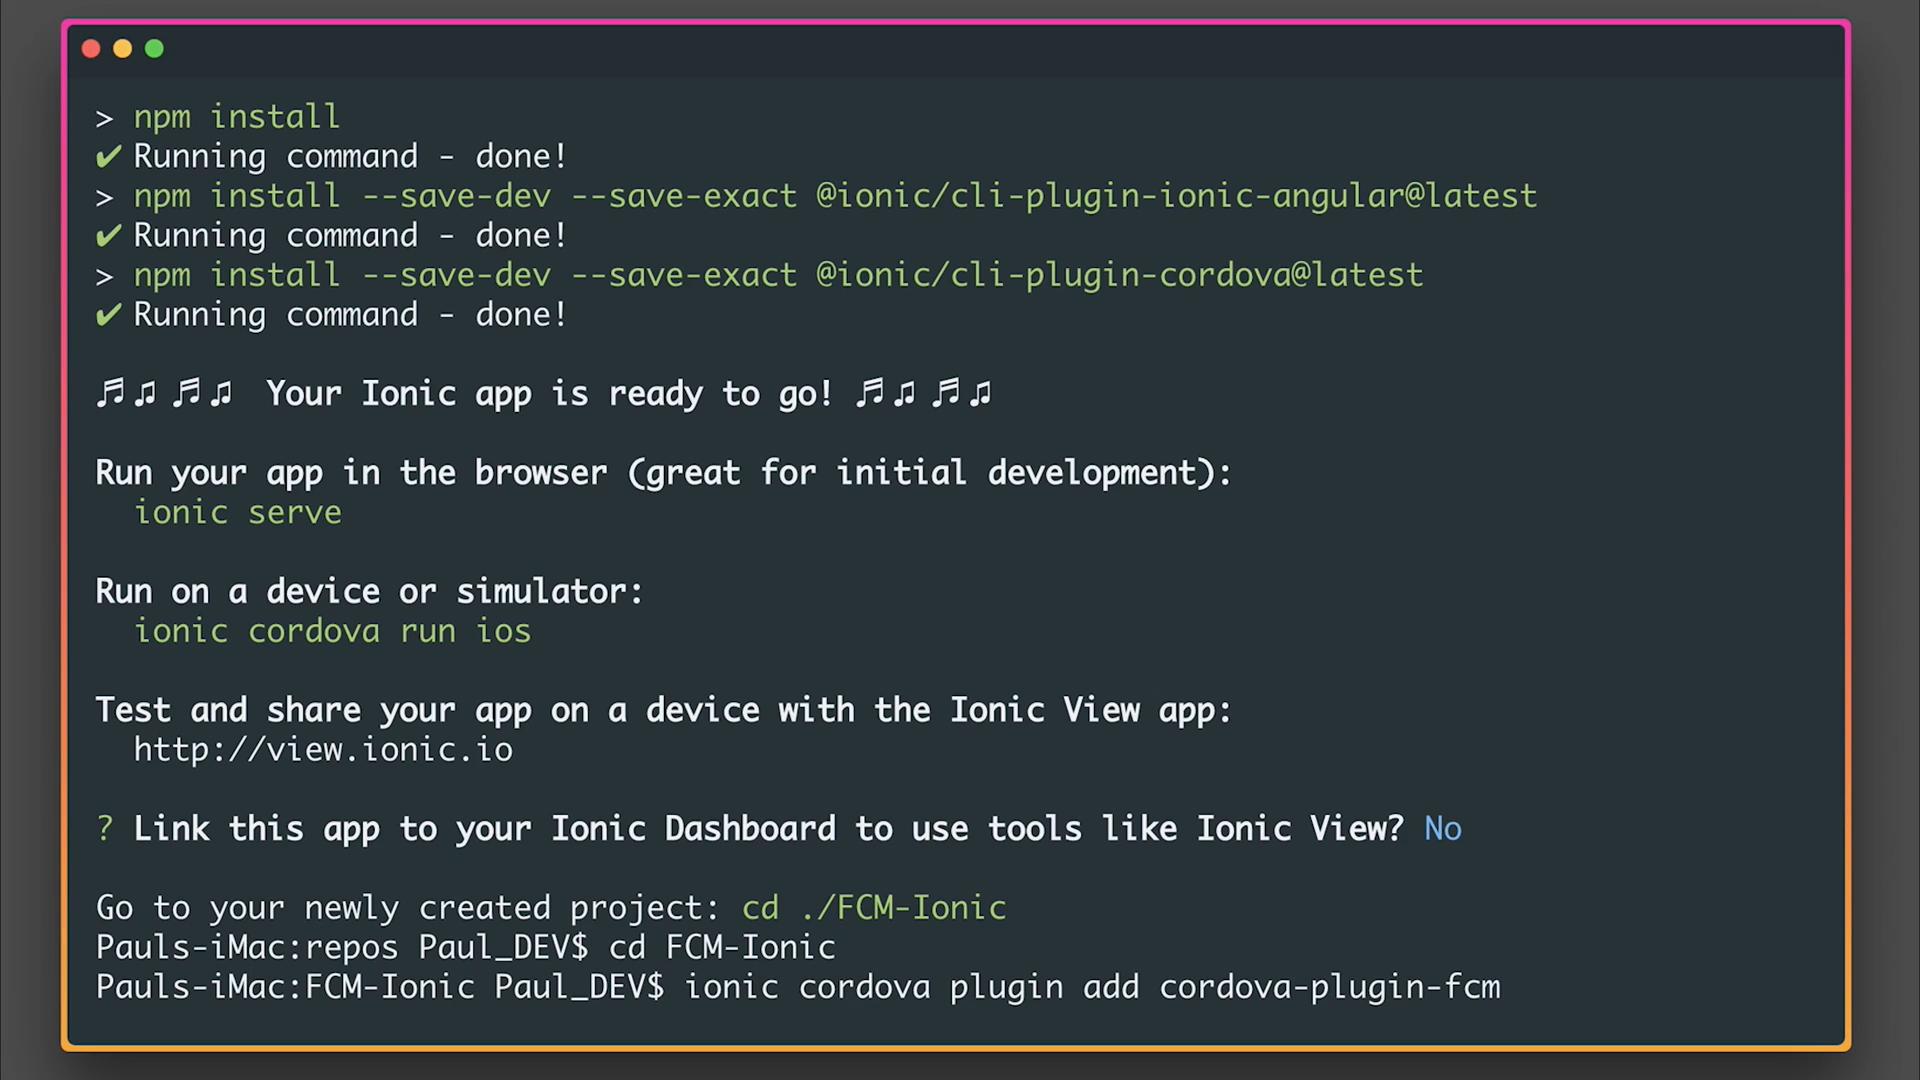 > npm install
✔ Running command - done!
> npm install --save-dev --save-exact @ionic/cli-plugin-ionic-angular@latest
✔ Running command - done!
> npm install --save-dev --save-exact @ionic/cli-plugin-cordova@latest
✔ Running command - done!
♬ ♫ ♬ ♫  Your Ionic app is ready to go! ♬ ♫ ♬ ♫
Run your app in the browser (great for initial development):
ionic serve
Run on a device or simulator:
ionic cordova run ios
Test and share your app on a device with the Ionic View app:
http://view.ionic.io
? Link this app to your Ionic Dashboard to use tools like Ionic View? No
Go to your newly created project: cd ./FCM-Ionic
Pauls-iMac:repos Paul_DEV$ cd FCM-Ionic
Pauls-iMac:FCM-Ionic Paul_DEV$ ionic cordova plugin add cordova-plugin-fcm